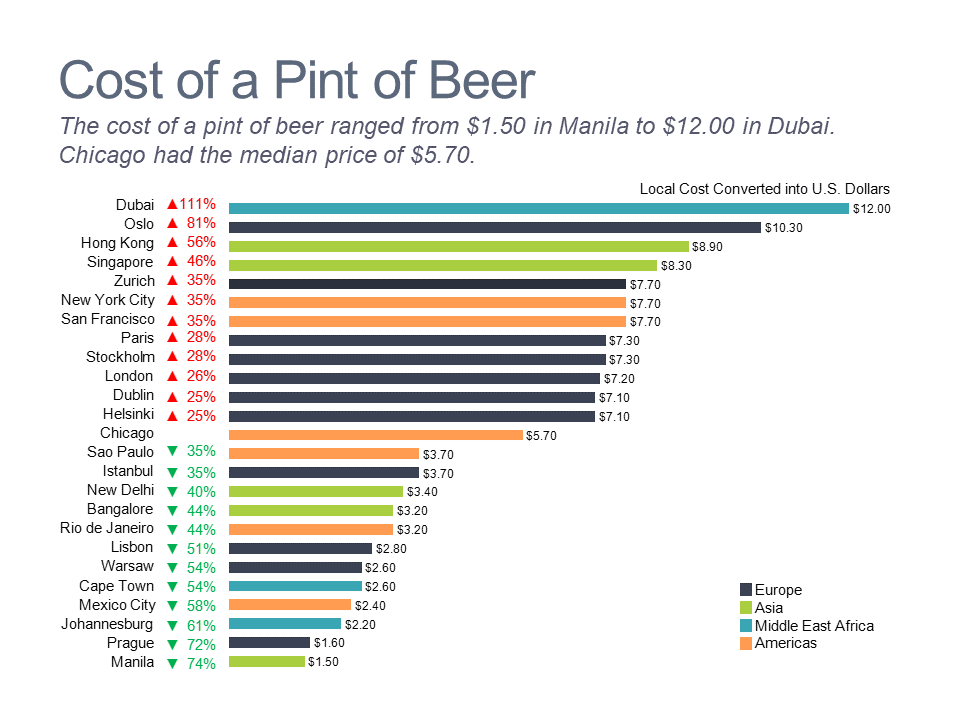 Cost of a Pint of Beer
The cost of a pint of beer ranged from $1.50 in Manila to $12.00 in Dubai.
Chicago had the median price of $5.70.
Local Cost Converted into U.S. Dollars
Dubai ▲111% $12.00
Oslo ▲ 81% $10.30
Hong Kong ▲ 56% $8.90
Singapore ▲ 46% $8.30
Zurich ▲ 35% $7.70
New York City ▲ 35% $7.70
San Francisco ▲ 35% $7.70
Paris ▲ 28% $7.30
Stockholm ▲ 28% $7.30
London ▲ 26% $7.20
Dublin ▲ 25% $7.10
Helsinki ▲ 25% $7.10
Chicago $5.70
Sao Paulo ▼ 35% $3.70
Istanbul ▼ 35% $3.70
New Delhi ▼ 40% $3.40
Bangalore ▼ 44% $3.20
Rio de Janeiro ▼ 44% $3.20
Lisbon ▼ 51% $2.80
Warsaw ▼ 54% $2.60
Cape Town ▼ 54% $2.60
Mexico City ▼ 58% $2.40
Johannesburg ▼ 61% $2.20
Prague ▼ 72% $1.60
Manila ▼ 74% $1.50
Europe
Asia
Middle East Africa
Americas